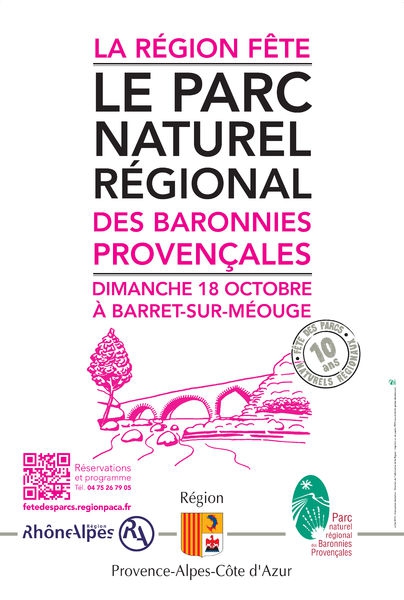 LA RÉGION FÊTE
LE PARC
NATUREL
RÉGIONAL
DES BARONNIES
PROVENÇALES
DIMANCHE 18 OCTOBRE
À BARRET-SUR-MÉOUGE
FÊTE DES PARCS
10
ans
NATURELS RÉGIONAUX
Réservations
et programme
Tél. 04 75 26 79 05
fetedesparcs.regionpaca.fr
RhôneAlpes Région
RA
Région
Provence-Alpes-Côte d'Azur
Parc
naturel
régional
des Baronnies
Provençales